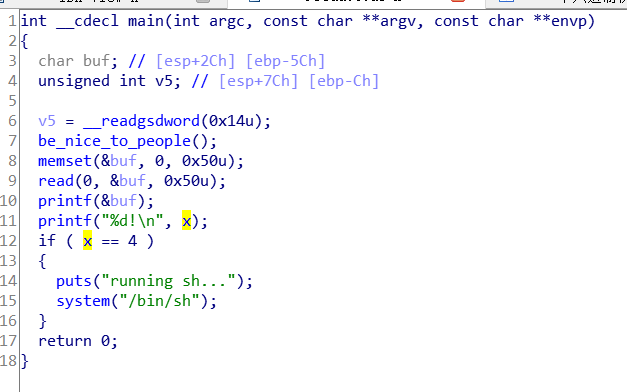 1 int __cdecl main(int argc, const char **argv, const char **envp)
2 {
3 char buf; // [esp+2Ch] [ebp-5Ch]
4 unsigned int v5; // [esp+7Ch] [ebp-Ch]
5
6 v5 = __readgsdword(0x14u);
7 be_nice_to_people();
8 memset(&buf, 0, 0x50u);
9 read(0, &buf, 0x50u);
10 printf(&buf);
11 printf("%d!\n", x);
12 if ( x == 4 )
13 {
14 puts("running sh...");
15 system("/bin/sh");
16 }
17 return 0;
18 }